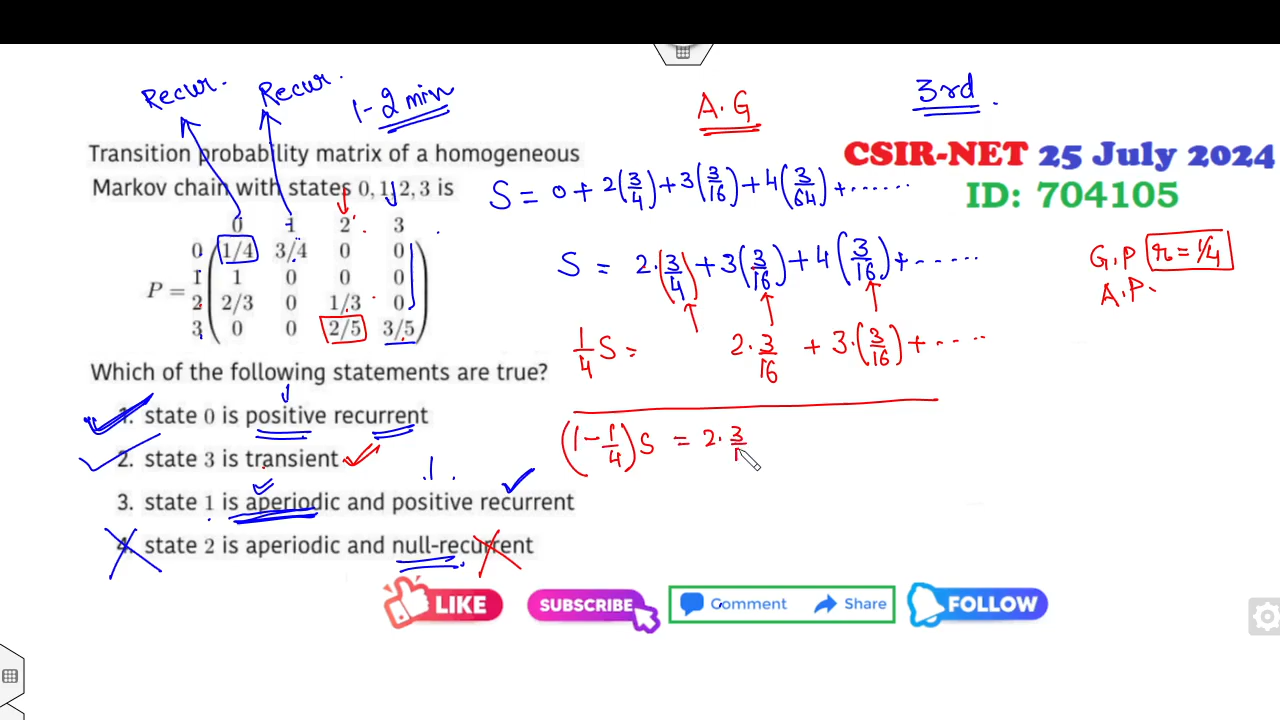 Recur.
Recur.
1-2 min
A.G
3rd.
CSIR-NET 25 July 2024
ID: 704105
Transition probability matrix of a homogeneous
Markov chain with states 0, 1, 2, 3 is
0 1 2 3
0 1/4 3/4 0 0
1 1 0 0 0
P =
2 2/3 0 1/3 0
3 0 0 2/5 3/5
Which of the following statements are true?
1. state 0 is positive recurrent
2. state 3 is transient
3. state 1 is aperiodic and positive recurrent
4. state 2 is aperiodic and null-recurrent
S = 0 + 2(3/4) + 3(3/16) + 4(3/64) + ......
S = 2.(3/4) + 3(3/16) + 4(3/16) + .....
1/4 S = 2.3/16 + 3.(3/16) + ....
(1-1/4)S = 2.3/
G.P r = 1/4
A.P.
LIKE
SUBSCRIBE
Comment
Share
FOLLOW